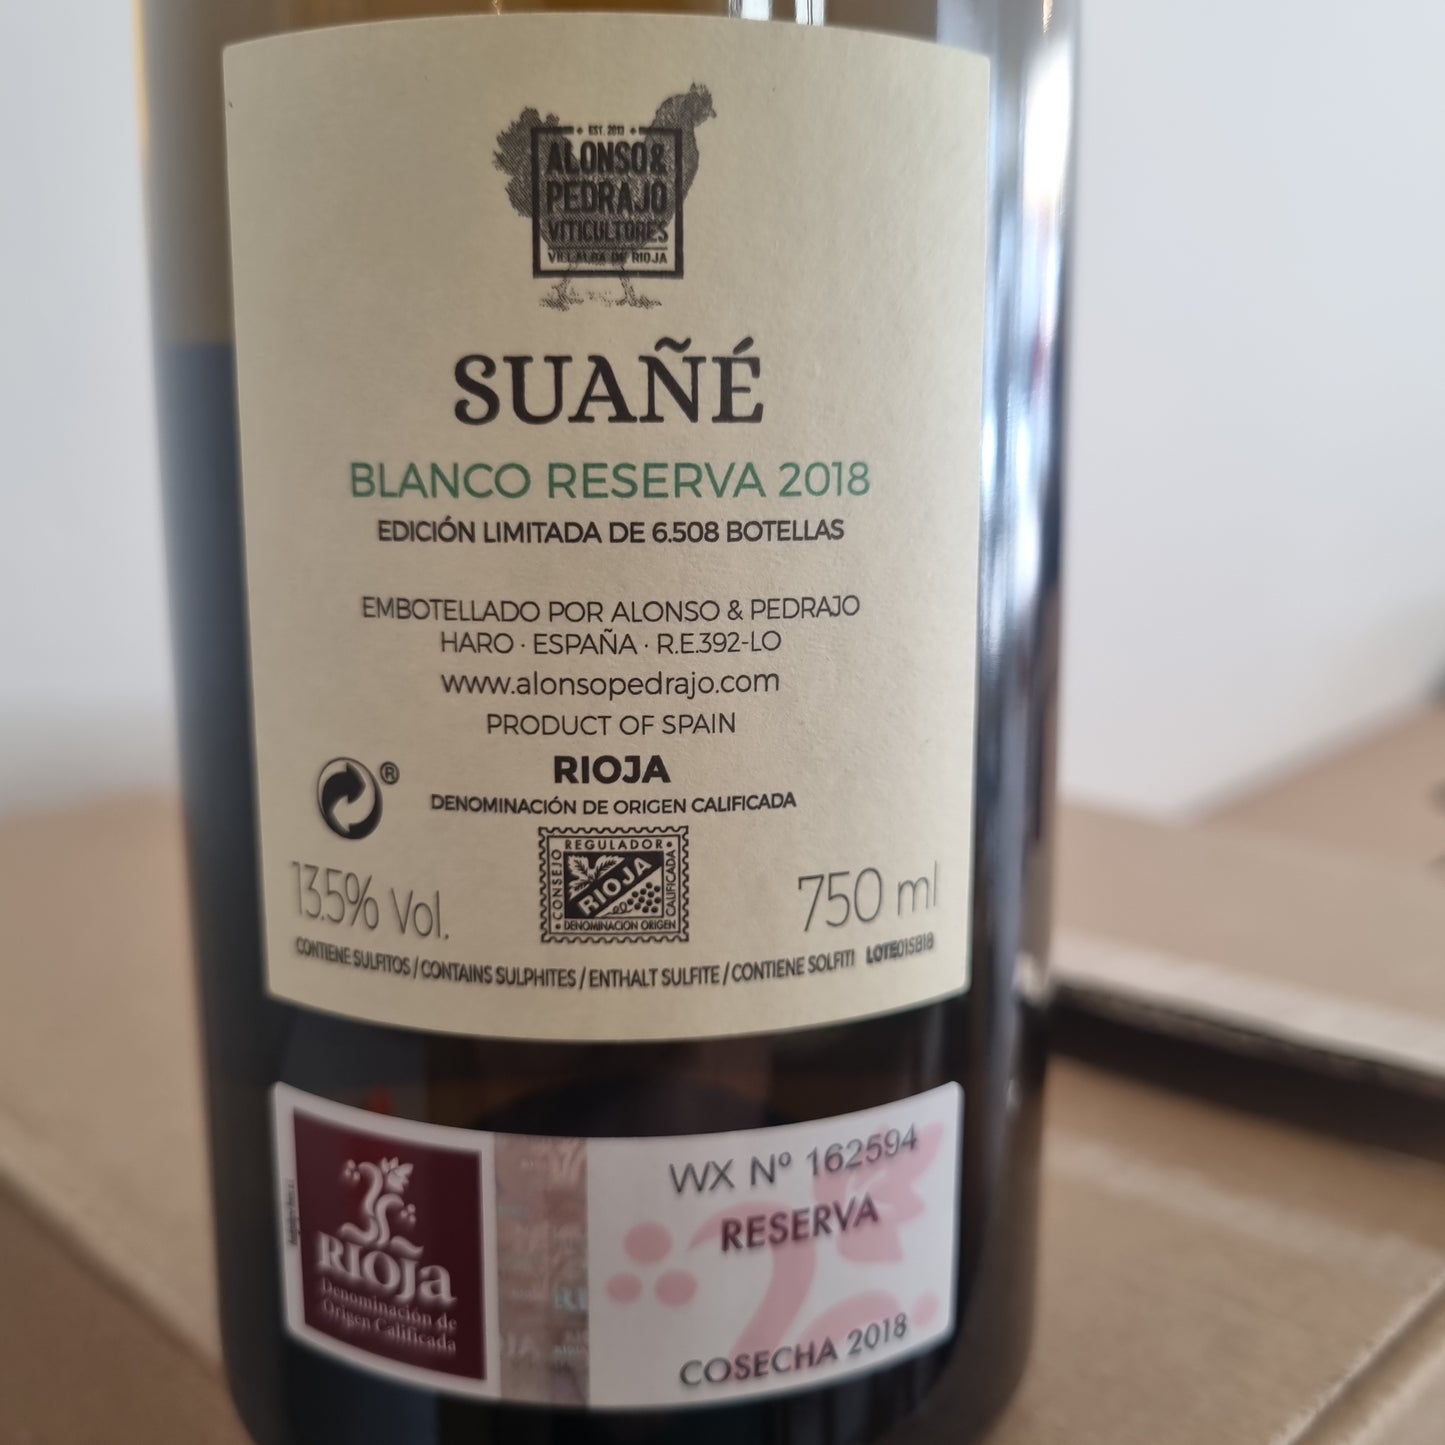 EST. 2013
ALONSO&
PEDRAJO
VITICULTORES
VILLALBA DE RIOJA
SUAÑÉ
BLANCO RESERVA 2018
EDICIÓN LIMITADA DE 6.508 BOTELLAS
EMBOTELLADO POR ALONSO & PEDRAJO
HARO · ESPAÑA · R.E.392-LO
www.alonsopedrajo.com
PRODUCT OF SPAIN
RIOJA
®
DENOMINACIÓN DE ORIGEN CALIFICADA
CONSEJO
REGULADOR
RIOJA
DENOMINACIÓN ORIGEN
CALIFICADA
13.5% Vol.
750 ml
CONTIENE SULFITOS / CONTAINS SULPHITES / ENTHALT SULFITE / CONTIENE SOLFITI LOTE01SB18
RIOJa
Denominación de
Origen Calificada
WX Nº 162594
RESERVA
COSECHA 2018